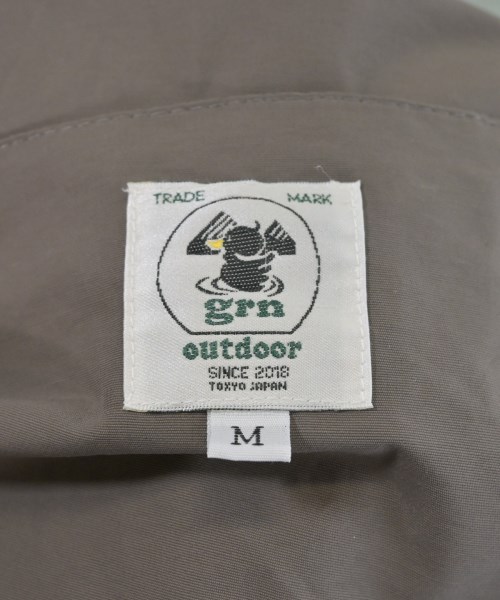 TRADE MARK
grn
outdoor
SINCE 2018
TOKYO JAPAN
M